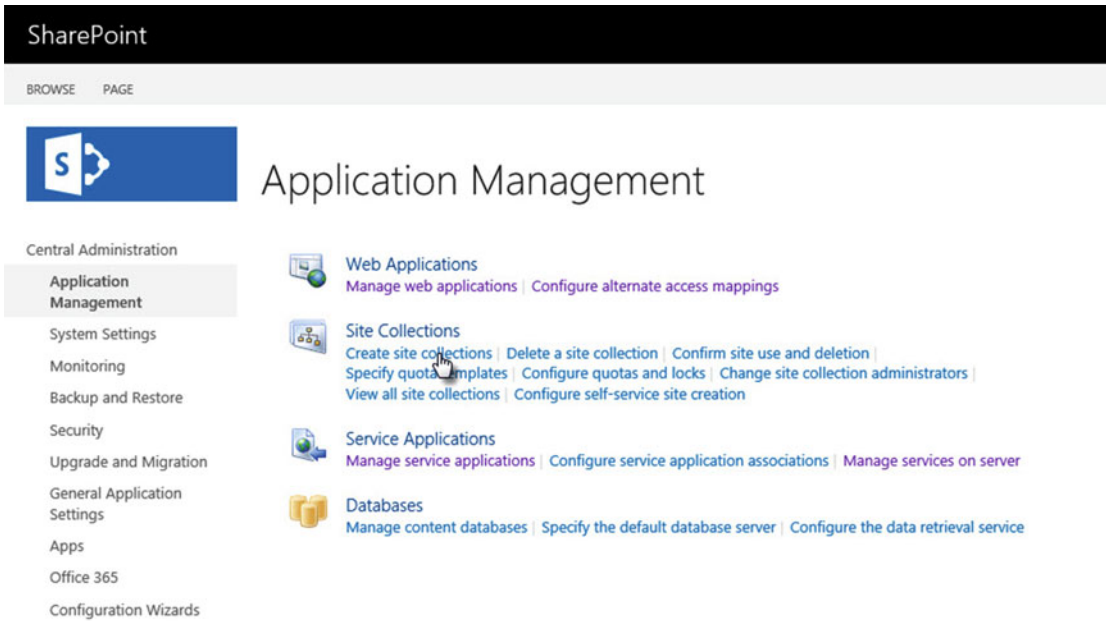 SharePoint
BROWSE PAGE
S
Application Management
Central Administration
Application
Management
System Settings
Monitoring
Backup and Restore
Security
Upgrade and Migration
General Application
Settings
Apps
Office 365
Configuration Wizards
Web Applications
Manage web applications | Configure alternate access mappings
Site Collections
Create site collections | Delete a site collection | Confirm site use and deletion |
Specify quota templates | Configure quotas and locks | Change site collection administrators |
View all site collections | Configure self-service site creation
Service Applications
Manage service applications | Configure service application associations | Manage services on server
Databases
Manage content databases | Specify the default database server | Configure the data retrieval service